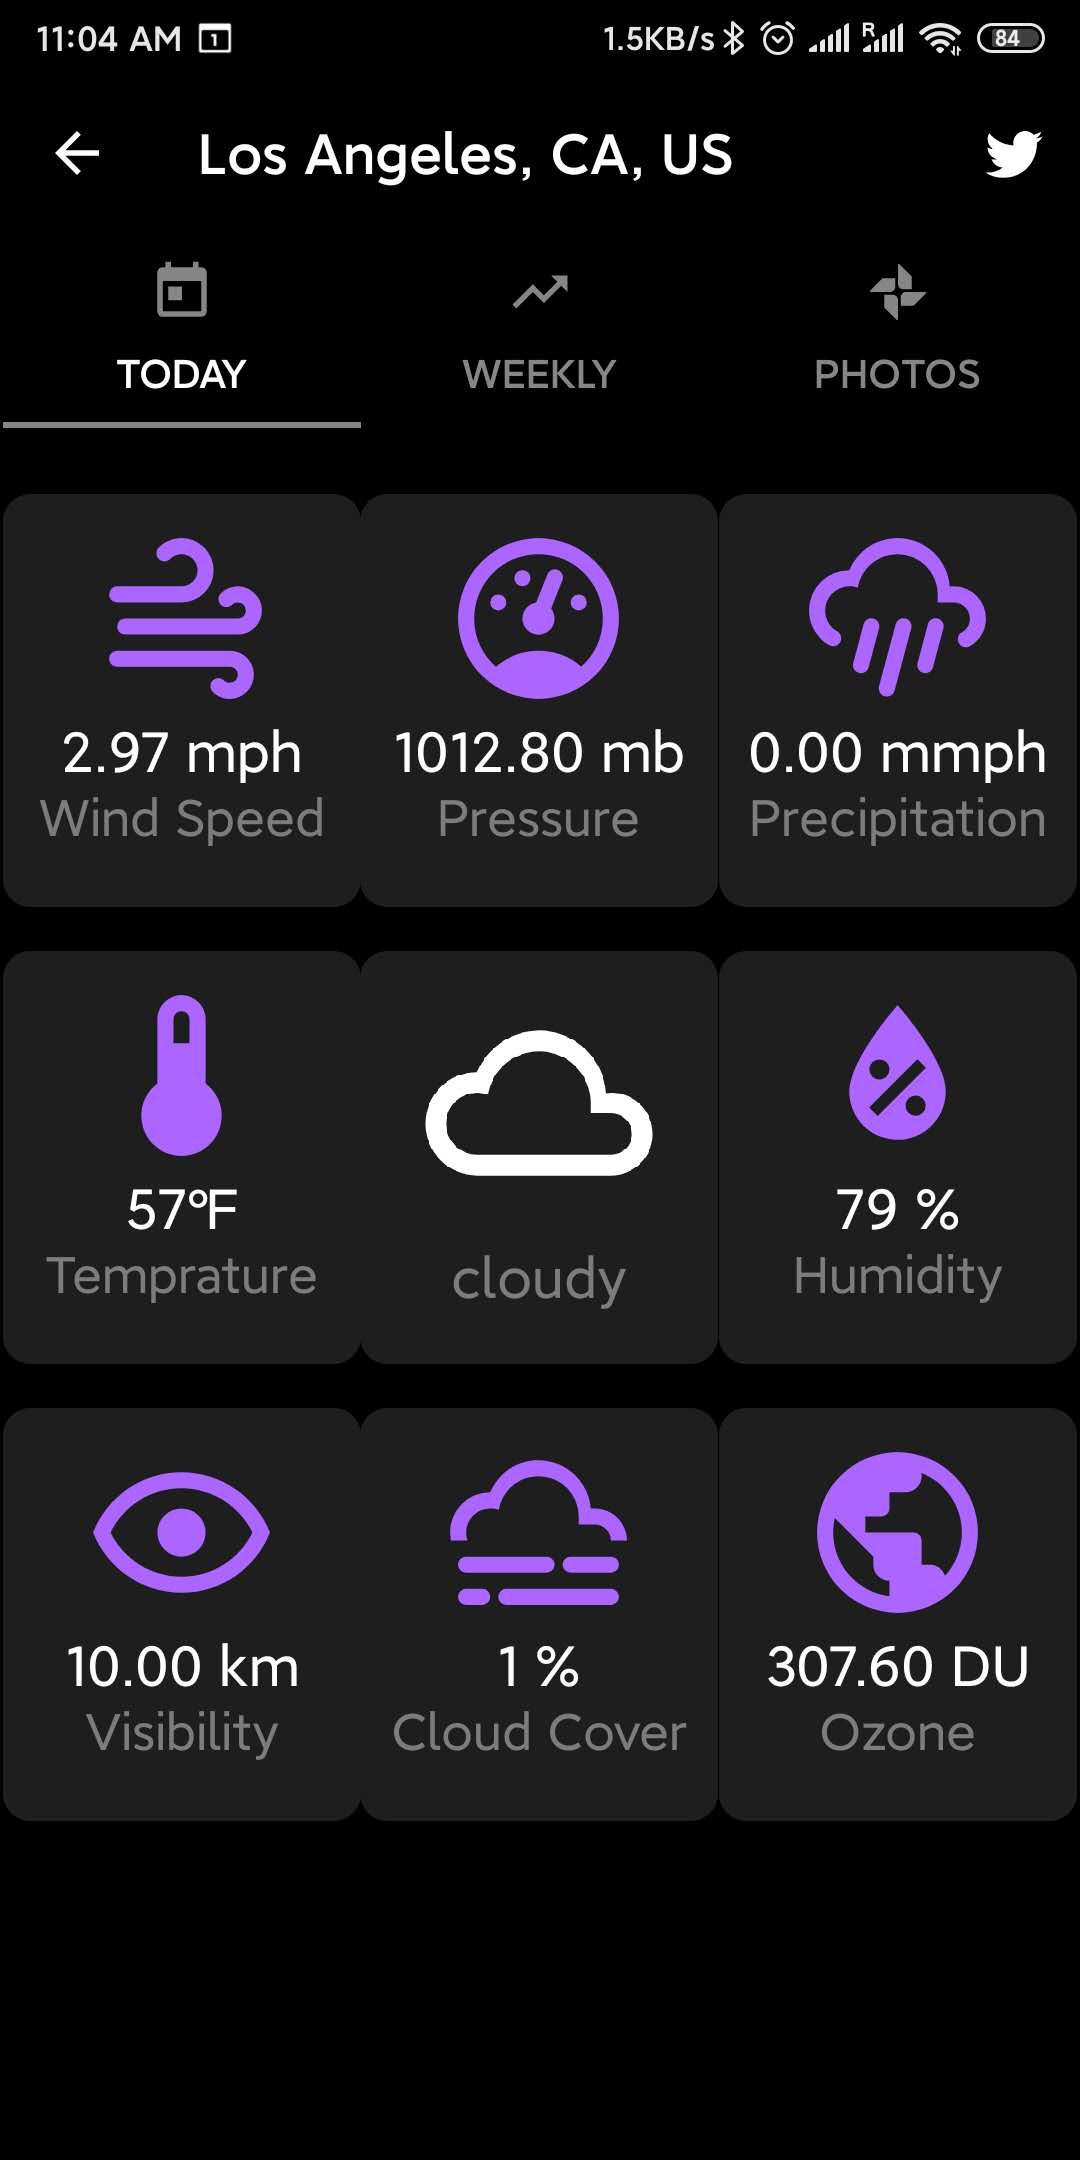 11:04 AM 1 1.5KB/s R 84
Los Angeles, CA, US
TODAY WEEKLY PHOTOS
2.97 mph 1012.80 mb 0.00 mmph
Wind Speed Pressure Precipitation
57°F 79 %
Temprature cloudy Humidity
10.00 km 1 % 307.60 DU
Visibility Cloud Cover Ozone